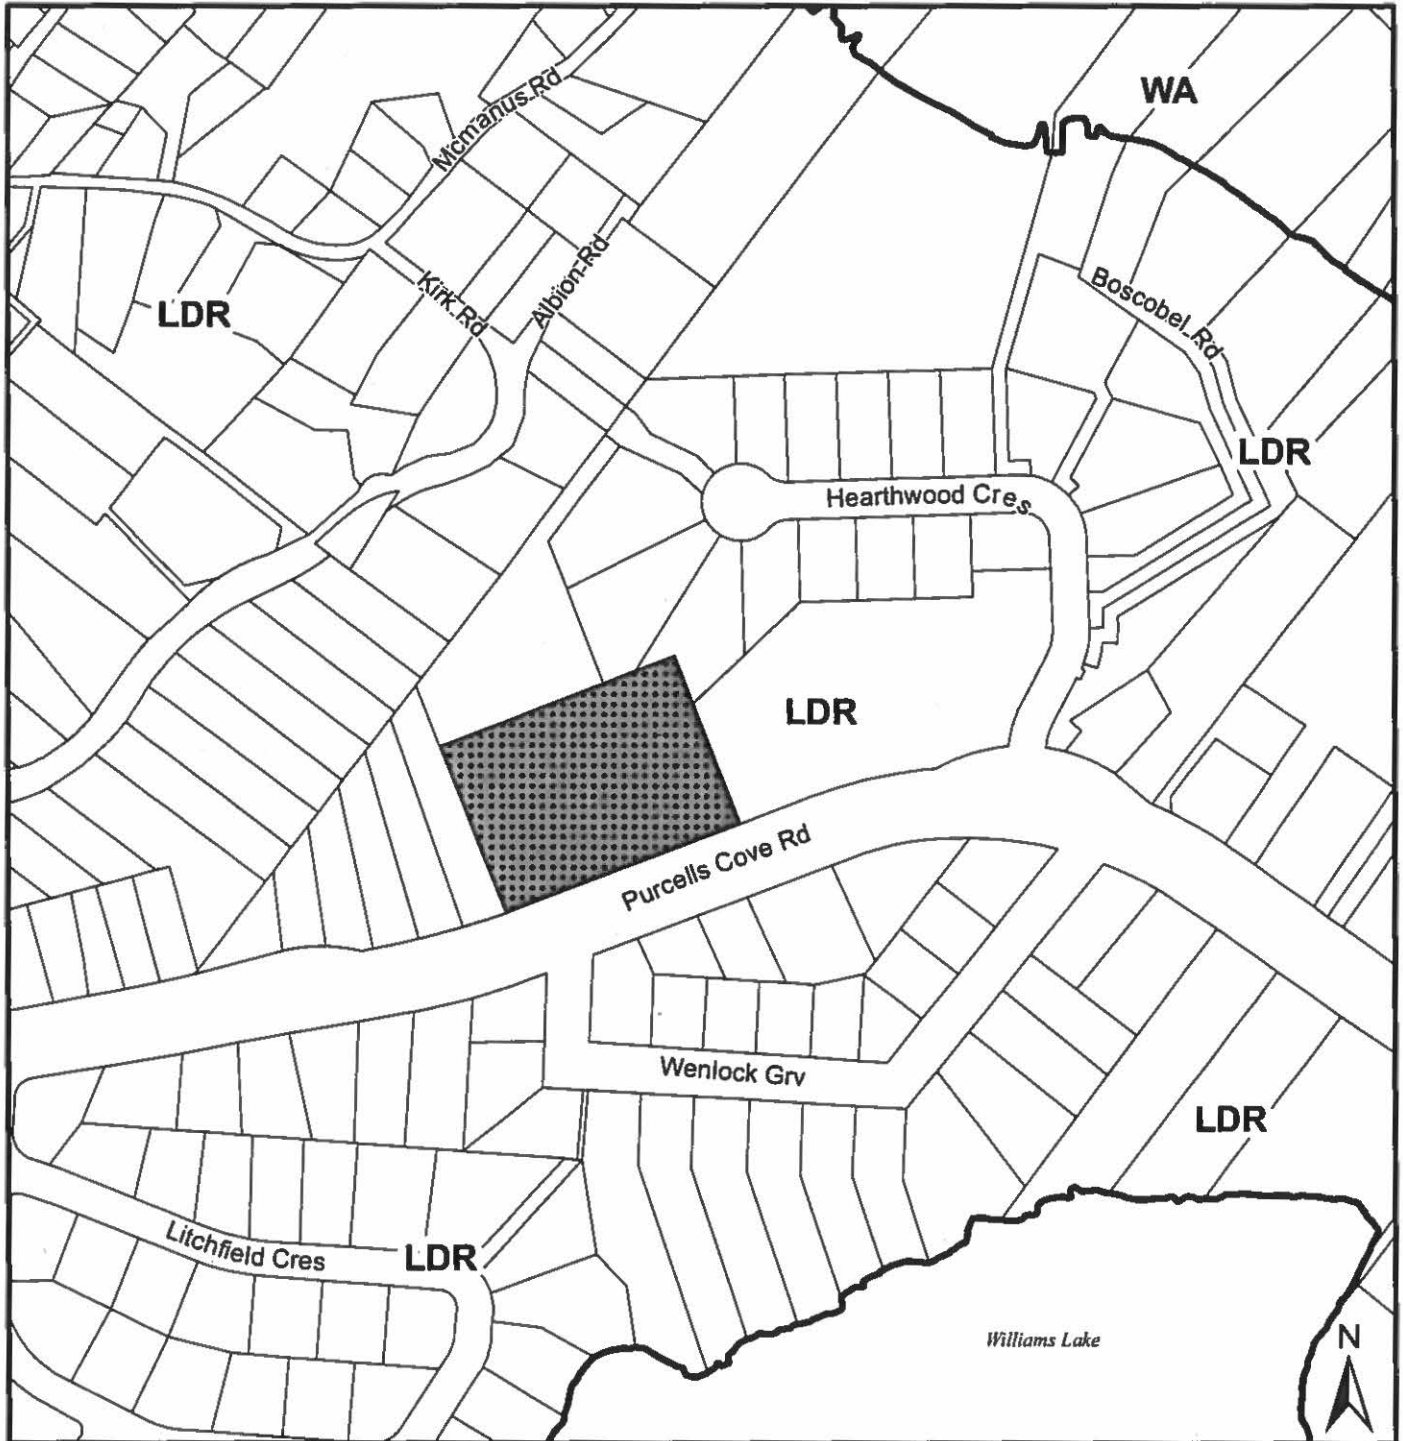 WA
Mcmanus Rd
Kirk Rd
Albion Rd
Boscobel Rd
LDR
LDR
Hearthwood Cres
LDR
Purcells Cove Rd
Wenlock Grv
LDR
Litchfield Cres
LDR
Williams Lake
N